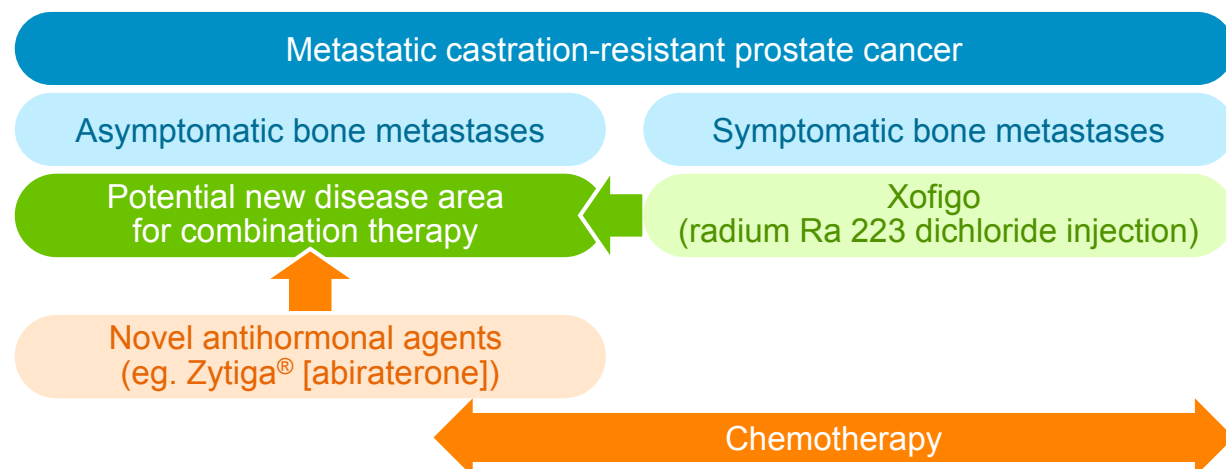 Metastatic castration-resistant prostate cancer
Asymptomatic bone metastases
Symptomatic bone metastases
Potential new disease area
for combination therapy
Xofigo
(radium Ra 223 dichloride injection)
Novel antihormonal agents
(eg. Zytiga® [abiraterone])
Chemotherapy